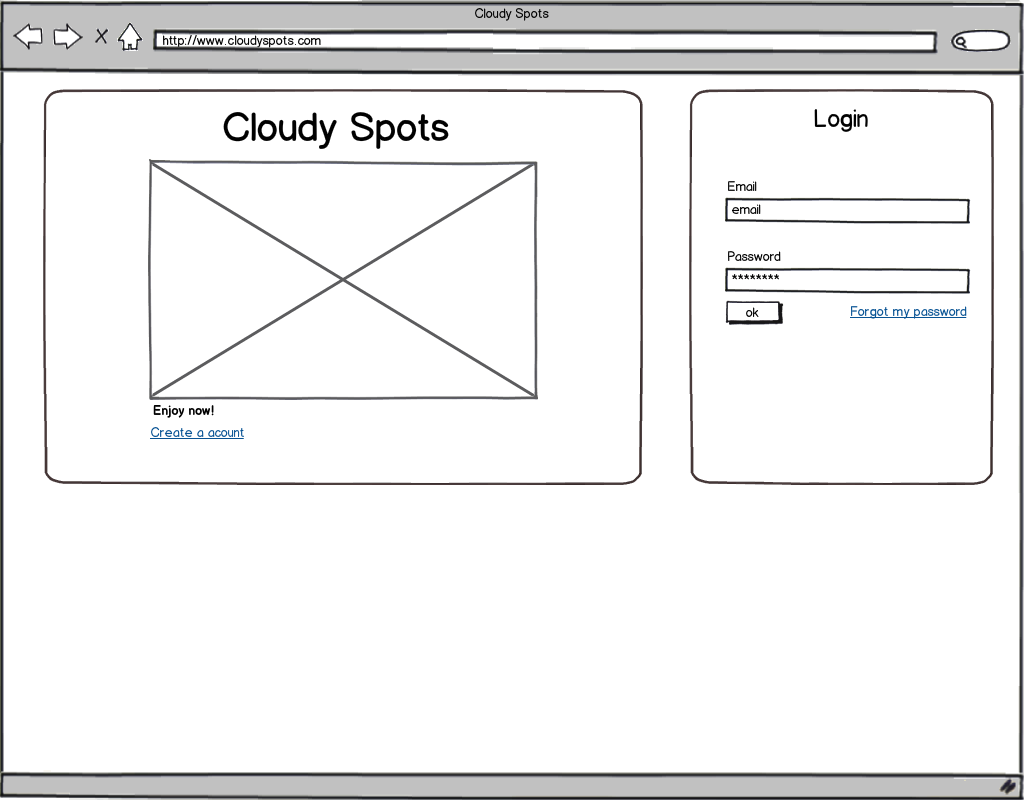 Cloudy Spots
http://www.cloudyspots.com
Cloudy Spots
Enjoy now!
Create a acount
Login
Email
email
Password
********
ok
Forgot my password